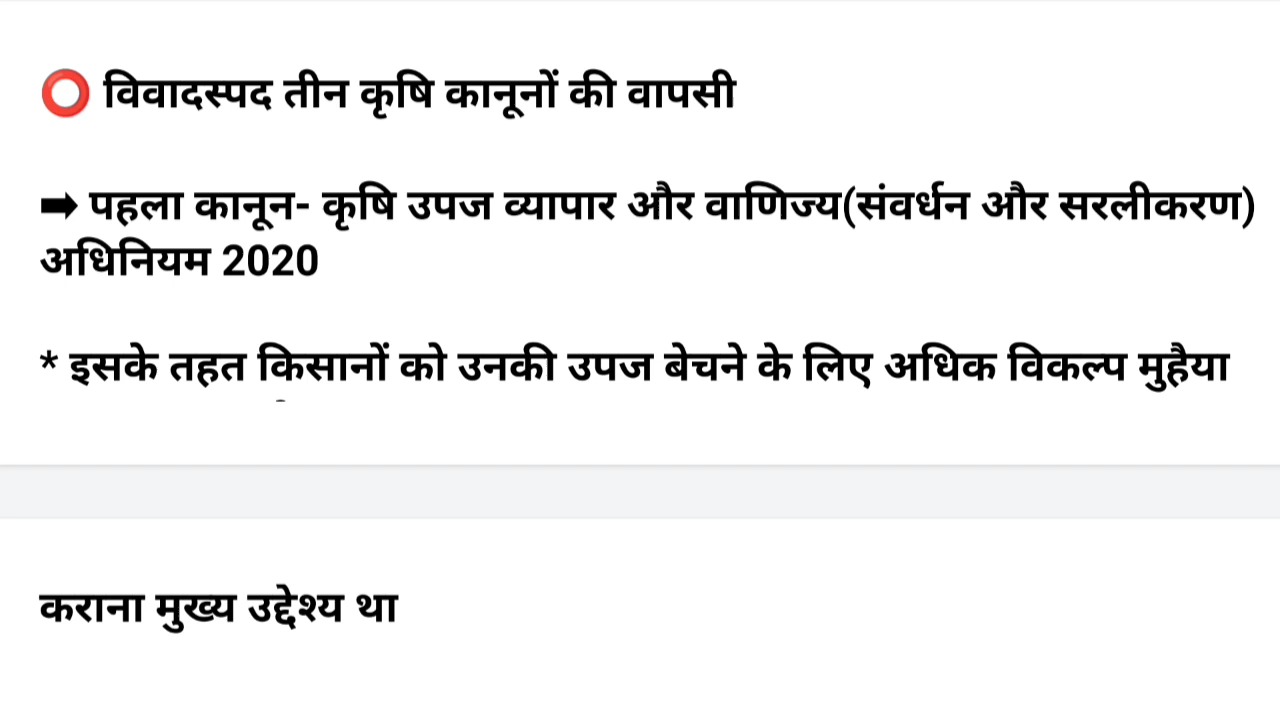 ⭕ विवादस्पद तीन कृषि कानूनों की वापसी
➡ पहला कानून- कृषि उपज व्यापार और वाणिज्य(संवर्धन और सरलीकरण)
अधिनियम 2020
* इसके तहत किसानों को उनकी उपज बेचने के लिए अधिक विकल्प मुहैया
कराना मुख्य उद्देश्य था